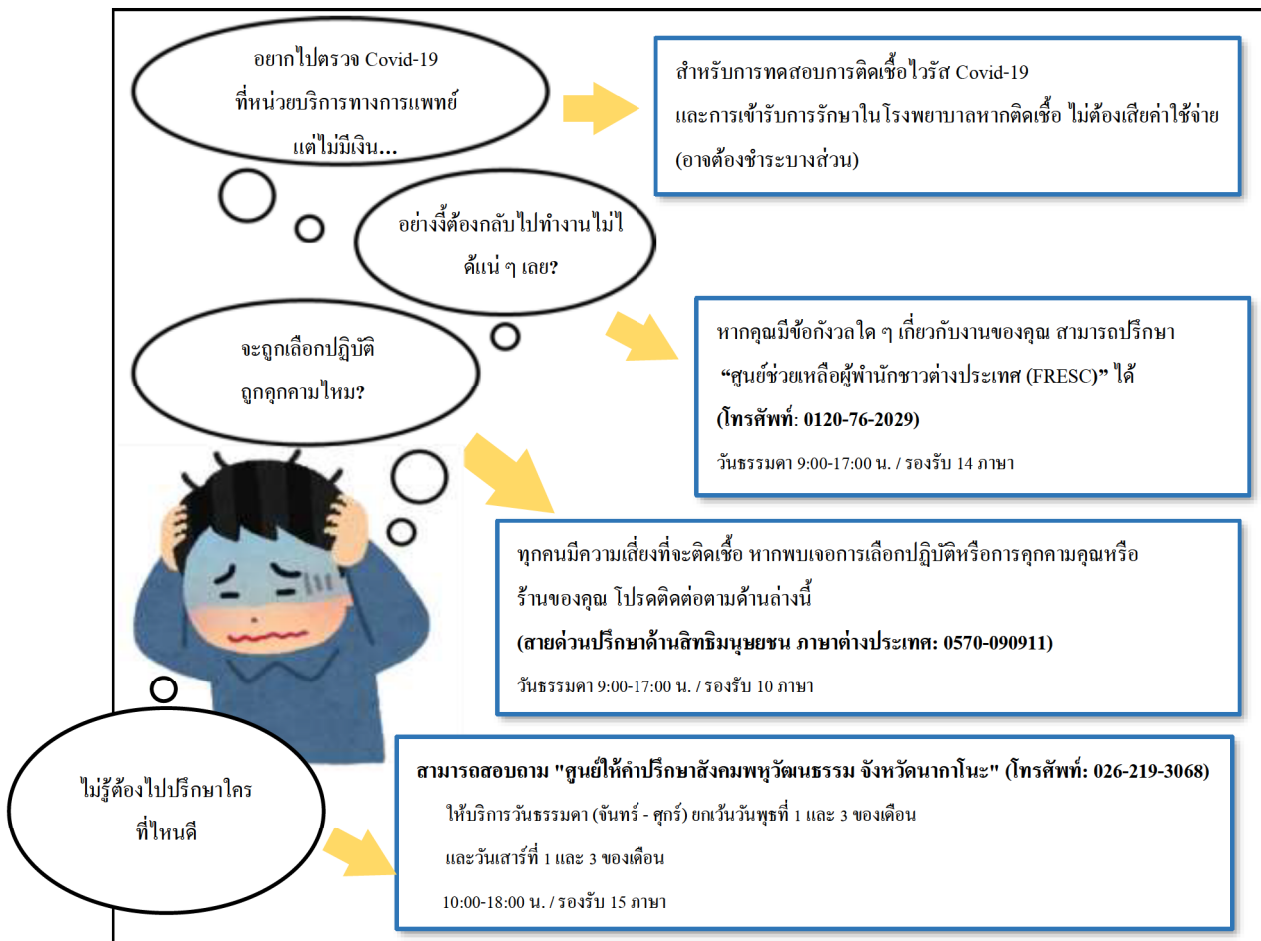 อยากไปตรวจ Covid-19
ที่หน่วยบริการทางการแพทย์
แต่ไม่มีเงิน...
สำหรับการทดสอบการติดเชื้อไวรัส Covid-19
และการเข้ารับการรักษาในโรงพยาบาลหากติดเชื้อ ไม่ต้องเสียค่าใช้จ่าย
(อาจต้องชำระบางส่วน)
อย่างงี้ต้องกลับไปทำงานไม่ไ
ด้แน่ ๆ เลย?
หากคุณมีข้อกังวลใด ๆ เกี่ยวกับงานของคุณ สามารถปรึกษา
“ศูนย์ช่วยเหลือผู้พำนักชาวต่างประเทศ (FRESC)” ได้
(โทรศัพท์: 0120-76-2029)
วันธรรมดา 9:00-17:00 น. / รองรับ 14 ภาษา
จะถูกเลือกปฏิบัติ
ถูกคุกคามไหม?
ทุกคนมีความเสี่ยงที่จะติดเชื้อ หากพบเจอการเลือกปฏิบัติหรือการคุกคามคุณหรือ
ร้านของคุณ โปรดติดต่อตามด้านล่างนี้
(สายด่วนปรึกษาด้านสิทธิมนุษยชน ภาษาต่างประเทศ: 0570-090911)
วันธรรมดา 9:00-17:00 น. / รองรับ 10 ภาษา
ไม่รู้ต้องไปปรึกษาใคร
ที่ไหนดี
สามารถสอบถาม "ศูนย์ให้คำปรึกษาสังคมพหุวัฒนธรรม จังหวัดนากาโนะ" (โทรศัพท์: 026-219-3068)
ให้บริการวันธรรมดา (จันทร์ - ศุกร์) ยกเว้นวันพุธที่ 1 และ 3 ของเดือน
และวันเสาร์ที่ 1 และ 3 ของเดือน
10:00-18:00 น. / รองรับ 15 ภาษา